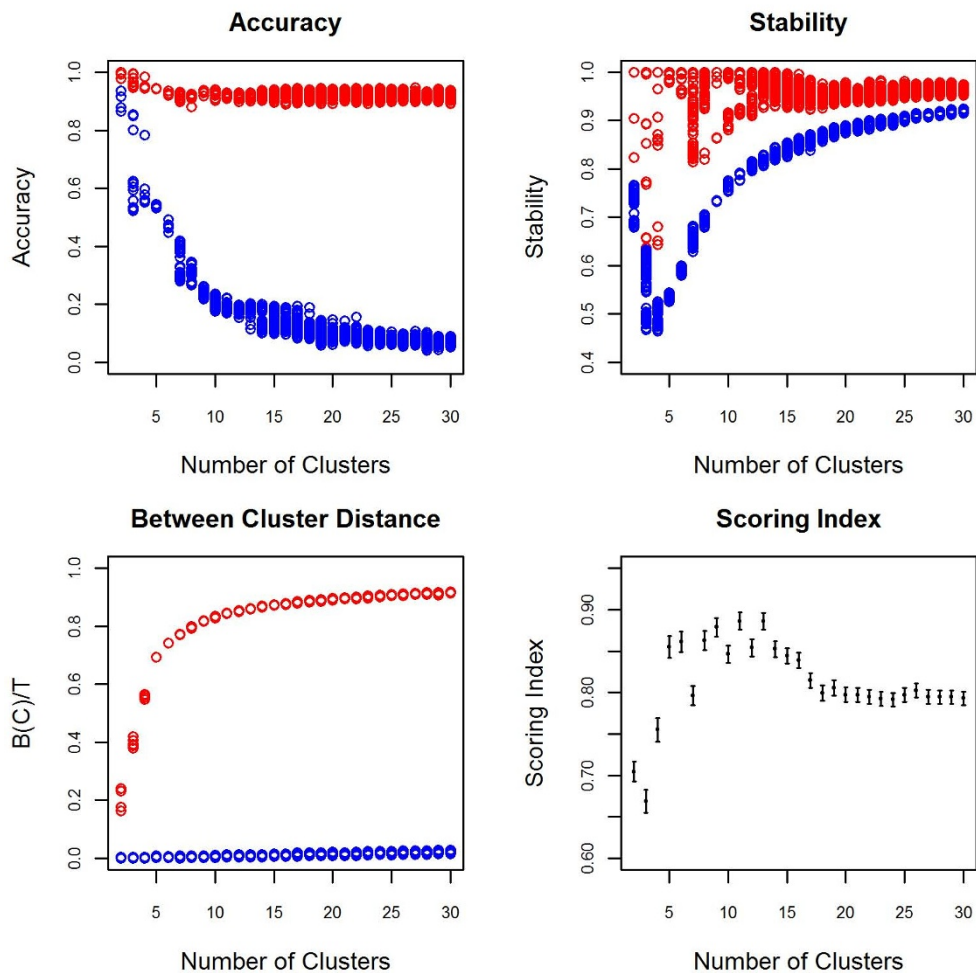 Accuracy
Accuracy
1.0
0.8
0.6
0.4
0.2
0.0
5 10 15 20 25 30
Number of Clusters
Stability
Stability
1.0
0.9
0.8
0.7
0.6
0.5
0.4
5 10 15 20 25 30
Number of Clusters
Between Cluster Distance
B(C)/T
1.0
0.8
0.6
0.4
0.2
0.0
5 10 15 20 25 30
Number of Clusters
Scoring Index
Scoring Index
0.90
0.80
0.70
0.60
5 10 15 20 25 30
Number of Clusters